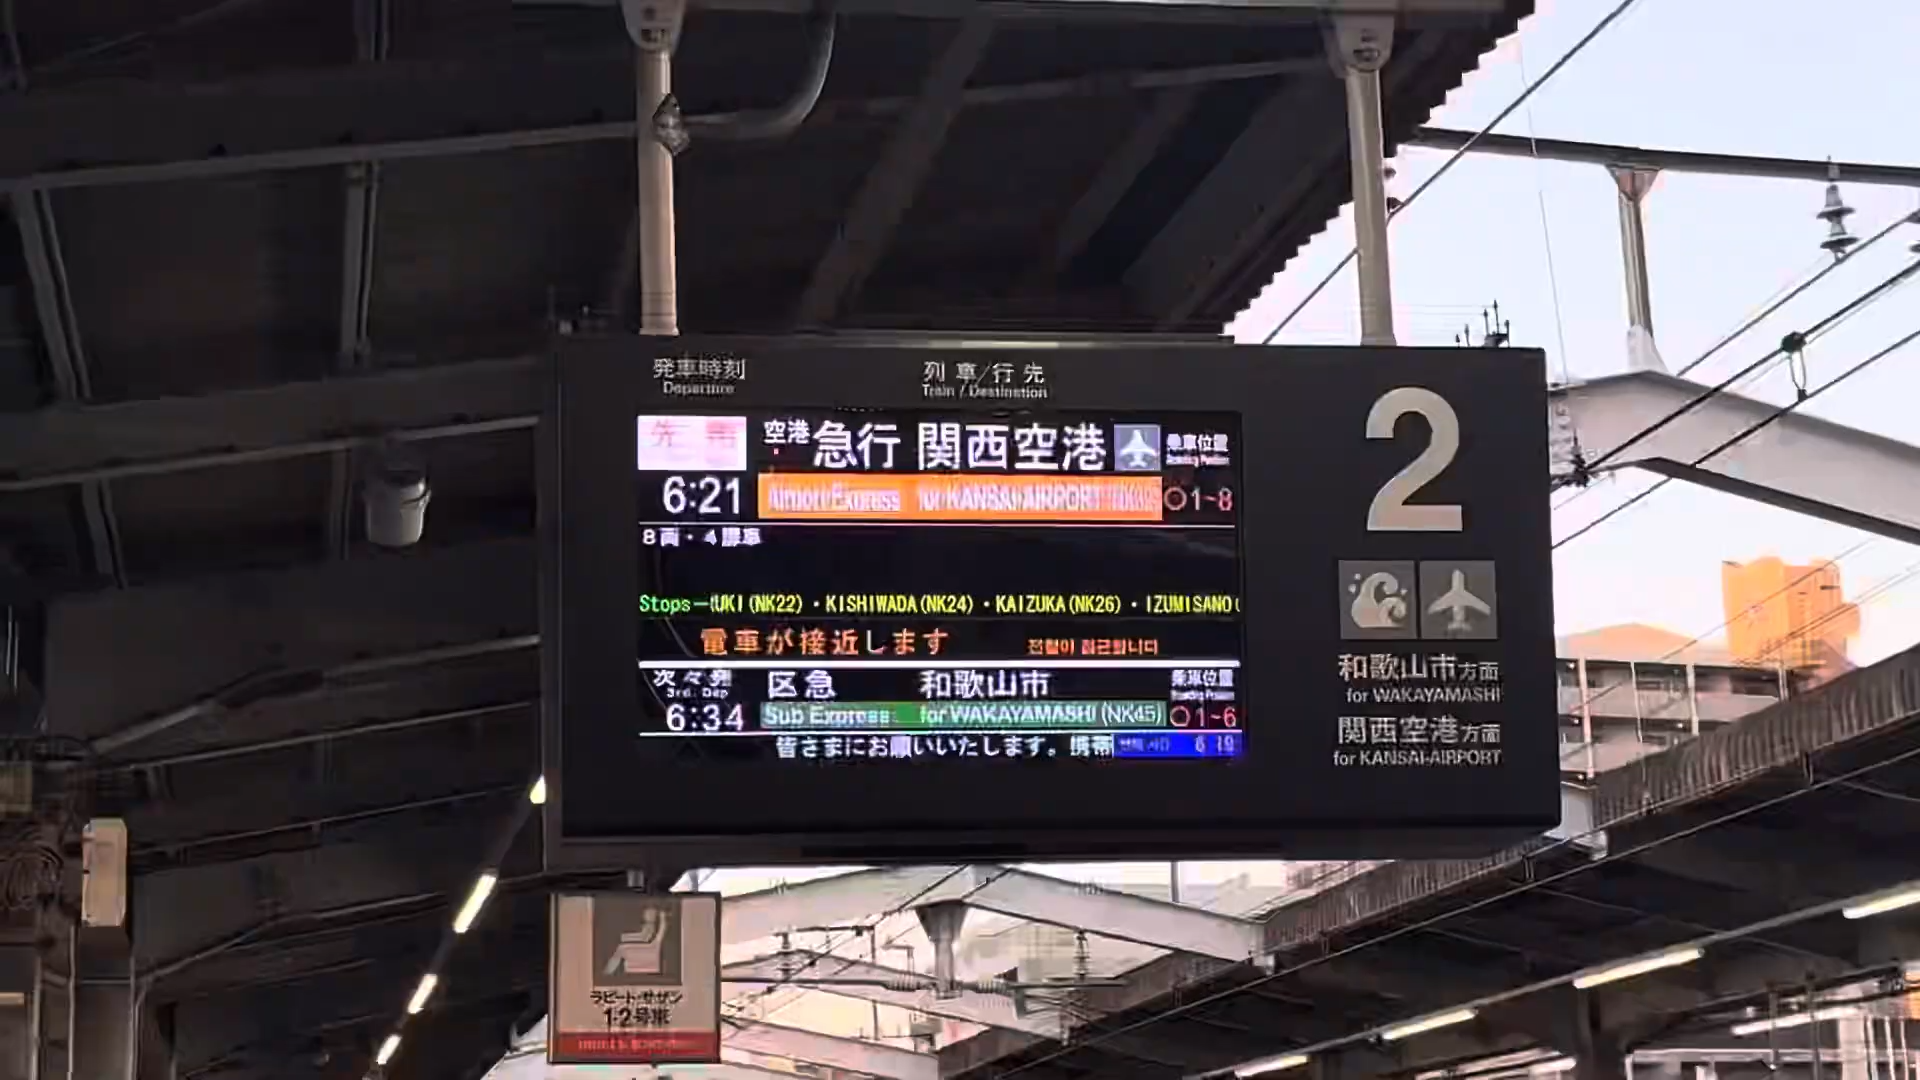 発車時刻
Departure
列車/行先
Train / Destination
先発
空港急行 関西空港
乗車位置
6:21
Airport Express for KANSAI-AIRPORT
○1~8
8両・4扉車
Stops－UKI(NK22)・KISHIWADA(NK24)・KAIZUKA(NK26)・IZUMISANO(
電車が接近します
전철이 접근합니다
次々発
3rd. Dep
区急 和歌山市
乗車位置
6:34
Sub Express for WAKAYAMASHI (NK45)
○1~6
皆さまにお願いいたします。携帯
6 19
2
和歌山市方面
for WAKAYAMASHI
関西空港方面
for KANSAI-AIRPORT
ラピート・サザン
1・2号車